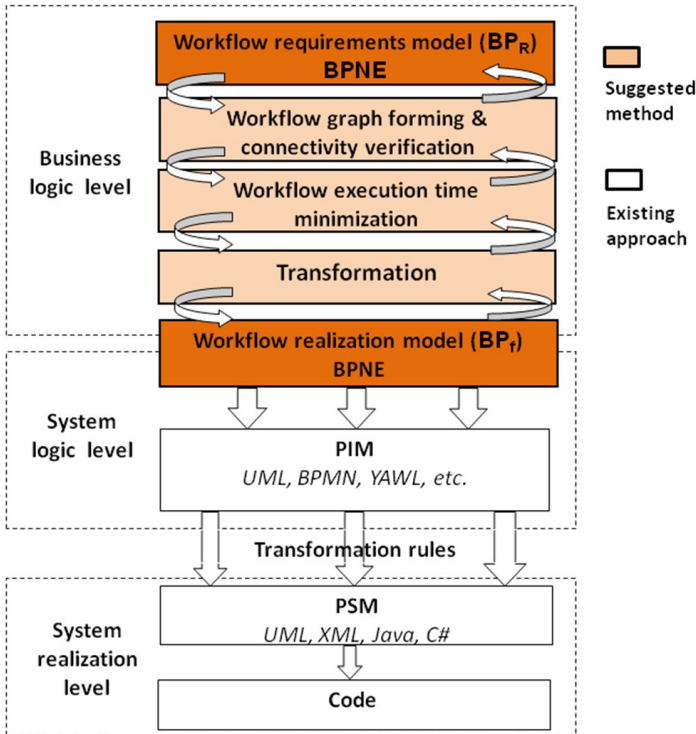 Workflow requirements model (BPR)
BPNE
Workflow graph forming &
connectivity verification
Workflow execution time
minimization
Transformation
Workflow realization model (BPf)
BPNE
Business
logic level
Suggested
method
Existing
approach
System
logic level
PIM
UML, BPMN, YAWL, etc.
Transformation rules
System
realization
level
PSM
UML, XML, Java, C#
Code